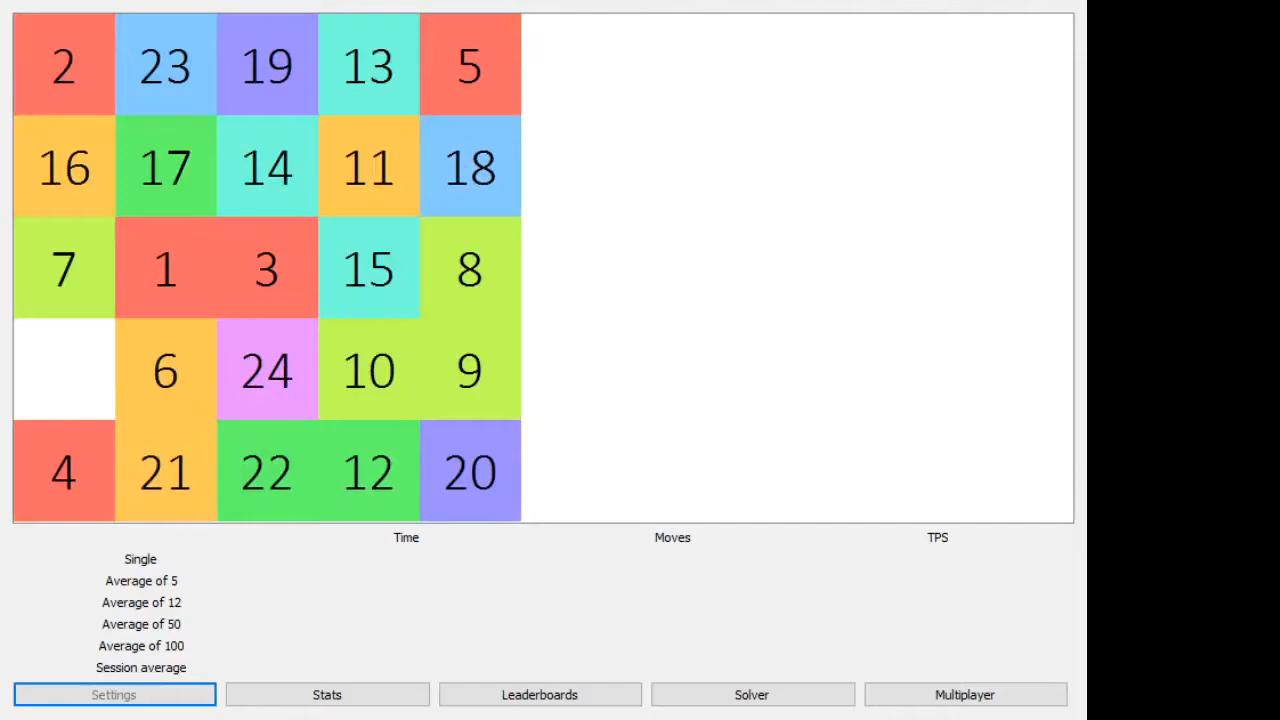 2 23 19 13 5
16 17 14 11 18
7 1 3 15 8
6 24 10 9
4 21 22 12 20
Time Moves TPS
Single
Average of 5
Average of 12
Average of 50
Average of 100
Session average
Settings Stats Leaderboards Solver Multiplayer